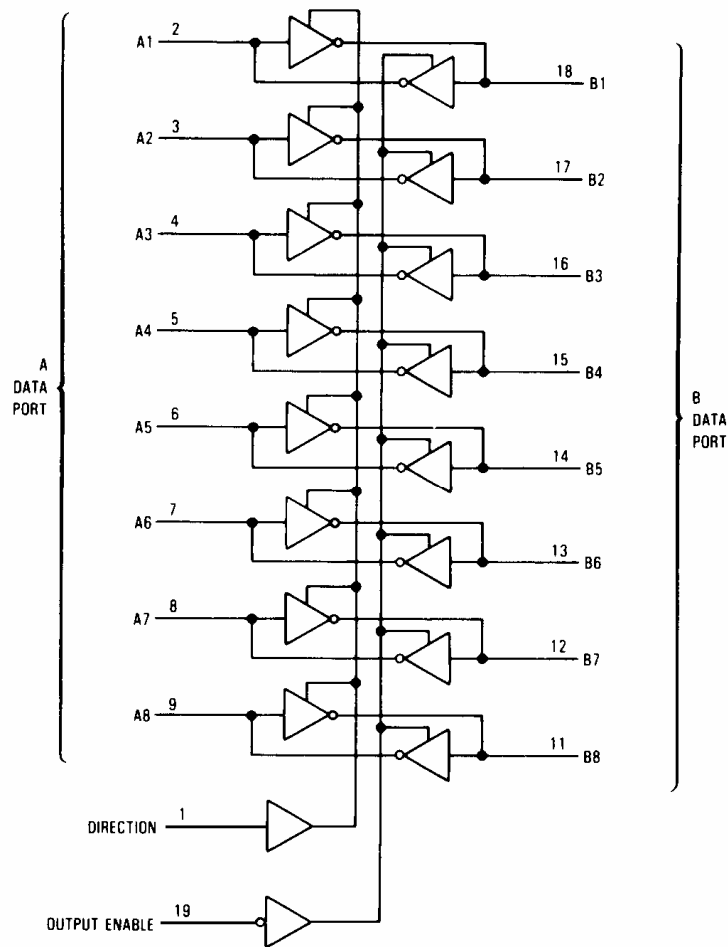 A1 2
18 B1
A2 3
17 B2
A3 4
16 B3
A4 5
15 B4
A
DATA
PORT
B
DATA
PORT
A5 6
14 B5
A6 7
13 B6
A7 8
12 B7
A8 9
11 B8
DIRECTION 1
OUTPUT ENABLE 19